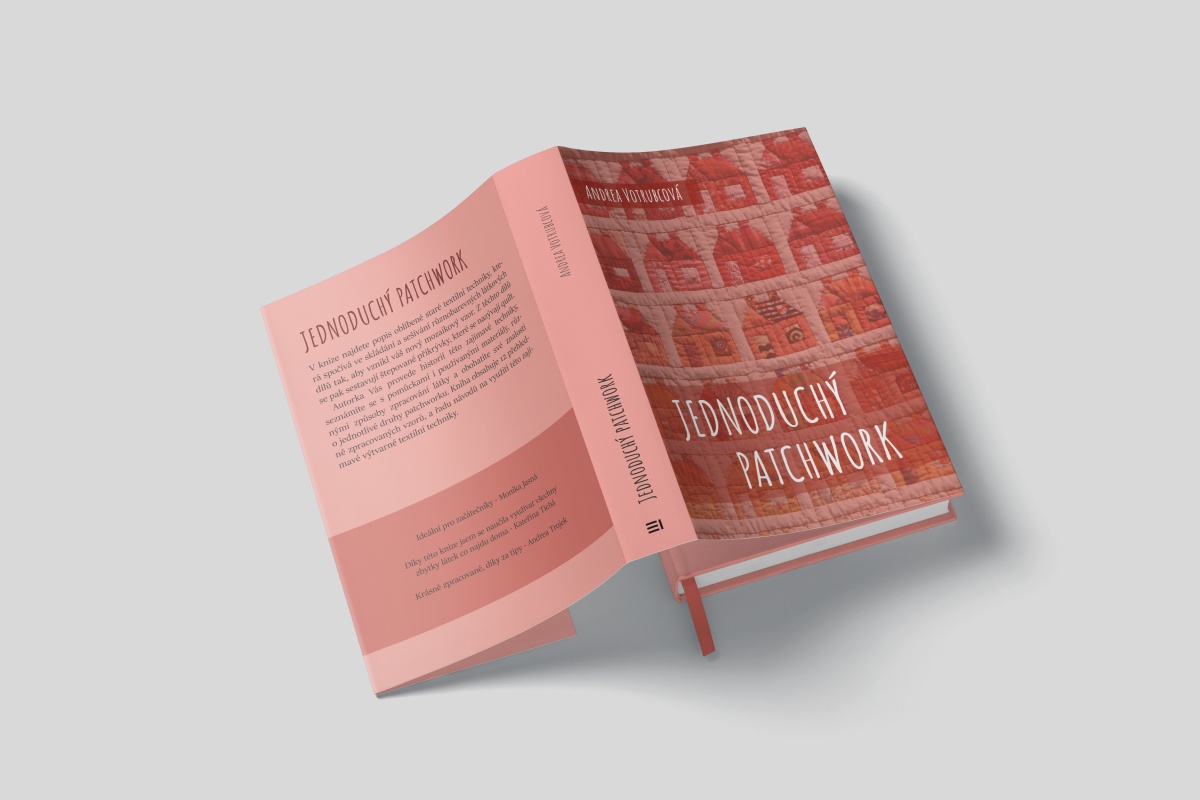 JEDNODUCHÝ PATCHWORK
V knize najdete popis oblíbené staré textilní techniky, kte-
rá spočívá ve skládání a sešívání různobarevných látkových
dílů tak, aby vznikl váš nový mozaikový vzor. Z těchto dílů
se pak sestavují štepované přikrývky, které se nazývají quilt.
Autorka Vás provede historií této zajímavé techniky,
seznámíte se s pomůckami i používanými materiály, růz-
nými způsoby zpracování látky a obohatíte své znalosti
o jednotlivé druhy patchworku. Kniha obsahuje 12 přehled-
ně zpracovaných vzorů, a řadu návodů na využití této zají-
mavé výtvarné textilní techniky.
Ideální pro začátečníky - Monika Jasná
Díky této knize jsem se naučila využívat všechny
zbytky látek co najdu doma - Kateřina Tichá
Krásně zpracované, díky za tipy - Andrea Trojek
ANDREA VOTRUBCOVÁ
JEDNODUCHÝ PATCHWORK
ANDREA VOTRUBCOVÁ
JEDNODUCHÝ
PATCHWORK